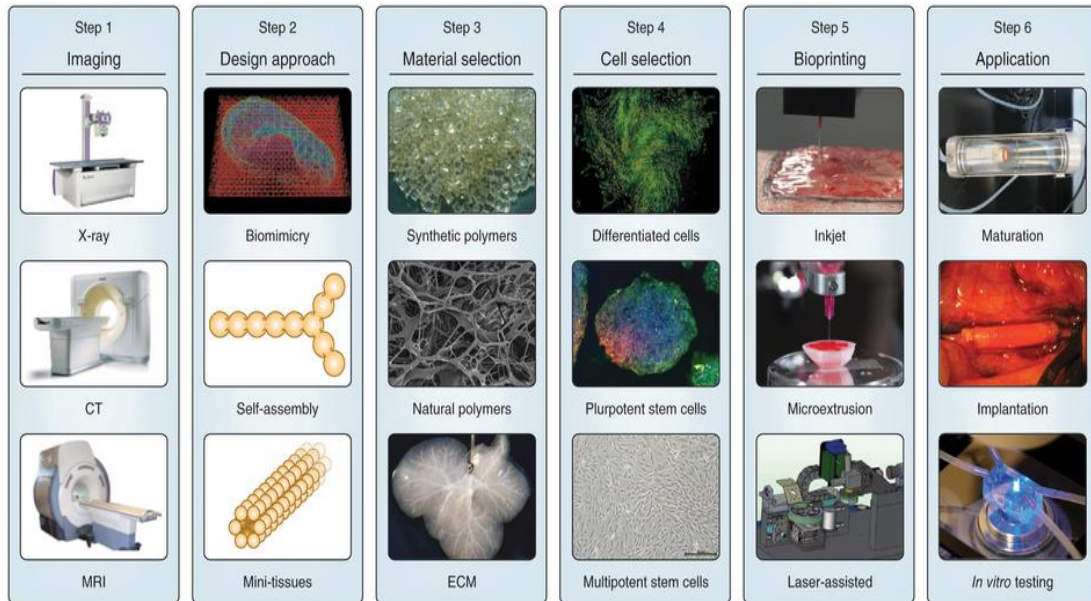 Step 1
Imaging
X-ray
CT
MRI
Step 2
Design approach
Biomimicry
Self-assembly
Mini-tissues
Step 3
Material selection
Synthetic polymers
Natural polymers
ECM
Step 4
Cell selection
Differentiated cells
Plurpotent stem cells
Multipotent stem cells
Step 5
Bioprinting
Inkjet
Microextrusion
Laser-assisted
Step 6
Application
Maturation
Implantation
In vitro testing